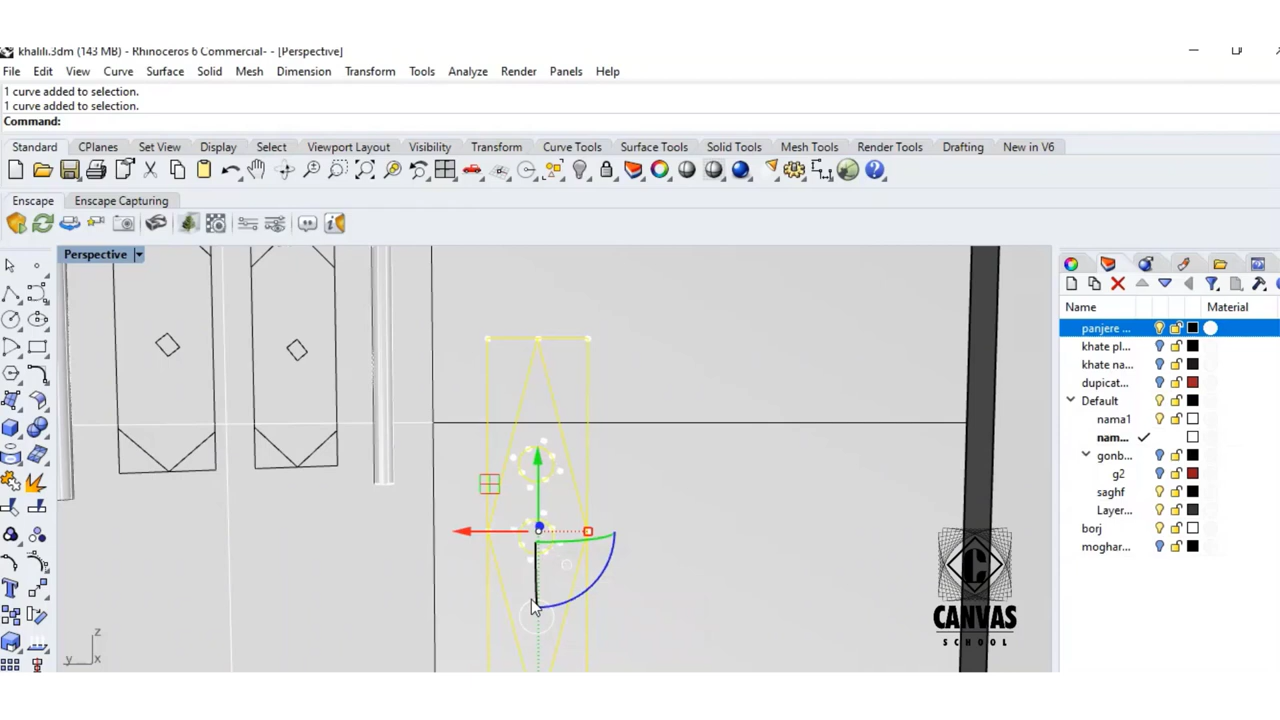 khalili.3dm (143 MB) - Rhinoceros 6 Commercial- - [Perspective]
File Edit View Curve Surface Solid Mesh Dimension Transform Tools Analyze Render Panels Help
1 curve added to selection.
1 curve added to selection.
Command:
Standard CPlanes Set View Display Select Viewport Layout Visibility Transform Curve Tools Surface Tools Solid Tools Mesh Tools Render Tools Drafting New in V6
Enscape Enscape Capturing
Perspective
Name Material
panjere ...
khate pl...
khate na...
dupicat...
Default
nama1
nam...
gonb...
g2
saghf
Layer...
borj
moghar...
z
y x
C
CANVAS
SCHOOL